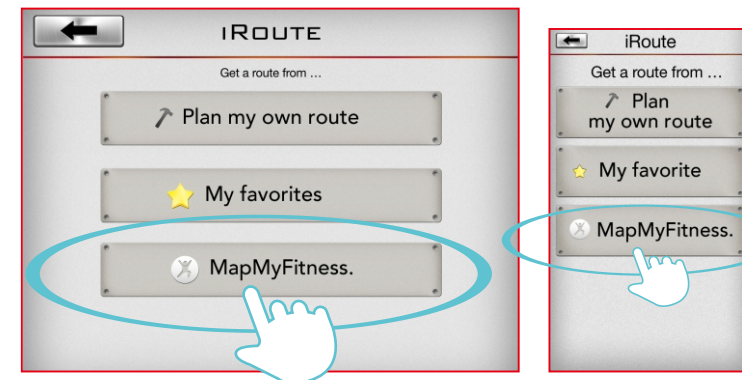 iROUTE
Get a route from ...
Plan my own route
My favorites
MapMyFitness.
iRoute
Get a route from ...
Plan
my own route
My favorite
MapMyFitness.